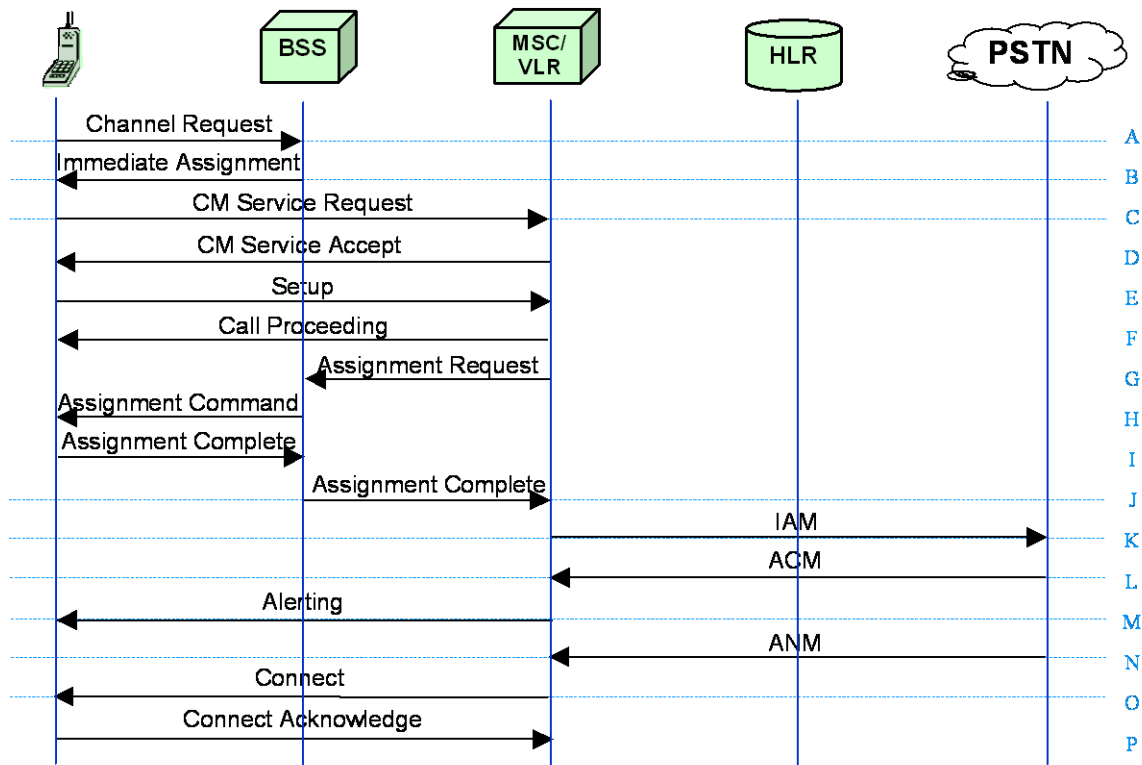 BSS
MSC/
VLR
HLR
PSTN
Channel Request
A
Immediate Assignment
B
CM Service Request
C
CM Service Accept
D
Setup
E
Call Proceeding
F
Assignment Request
G
Assignment Command
H
Assignment Complete
I
Assignment Complete
J
IAM
K
ACM
L
Alerting
M
ANM
N
Connect
O
Connect Acknowledge
P